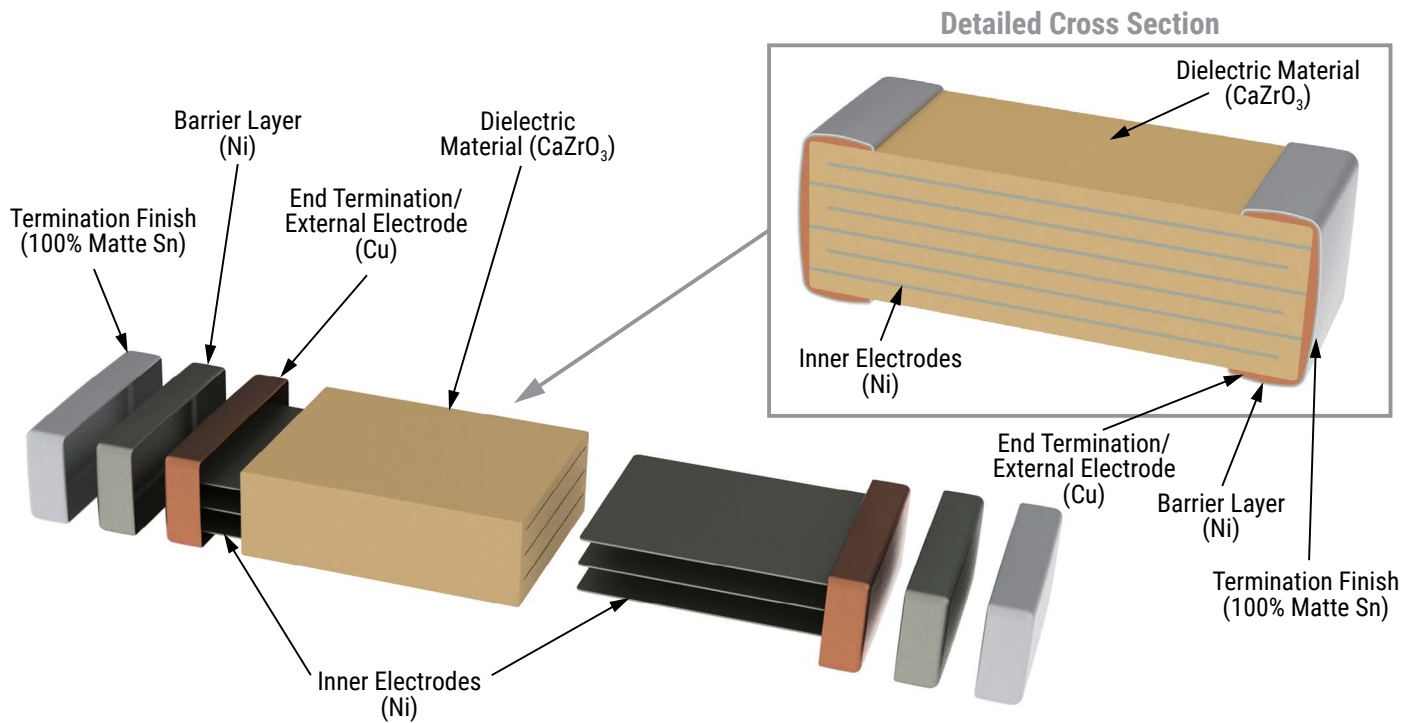 Detailed Cross Section
Dielectric Material
(CaZrO₃)
Barrier Layer
(Ni)
Dielectric
Material (CaZrO₃)
End Termination/
External Electrode
(Cu)
Termination Finish
(100% Matte Sn)
Inner Electrodes
(Ni)
End Termination/
External Electrode
(Cu)
Barrier Layer
(Ni)
Termination Finish
(100% Matte Sn)
Inner Electrodes
(Ni)